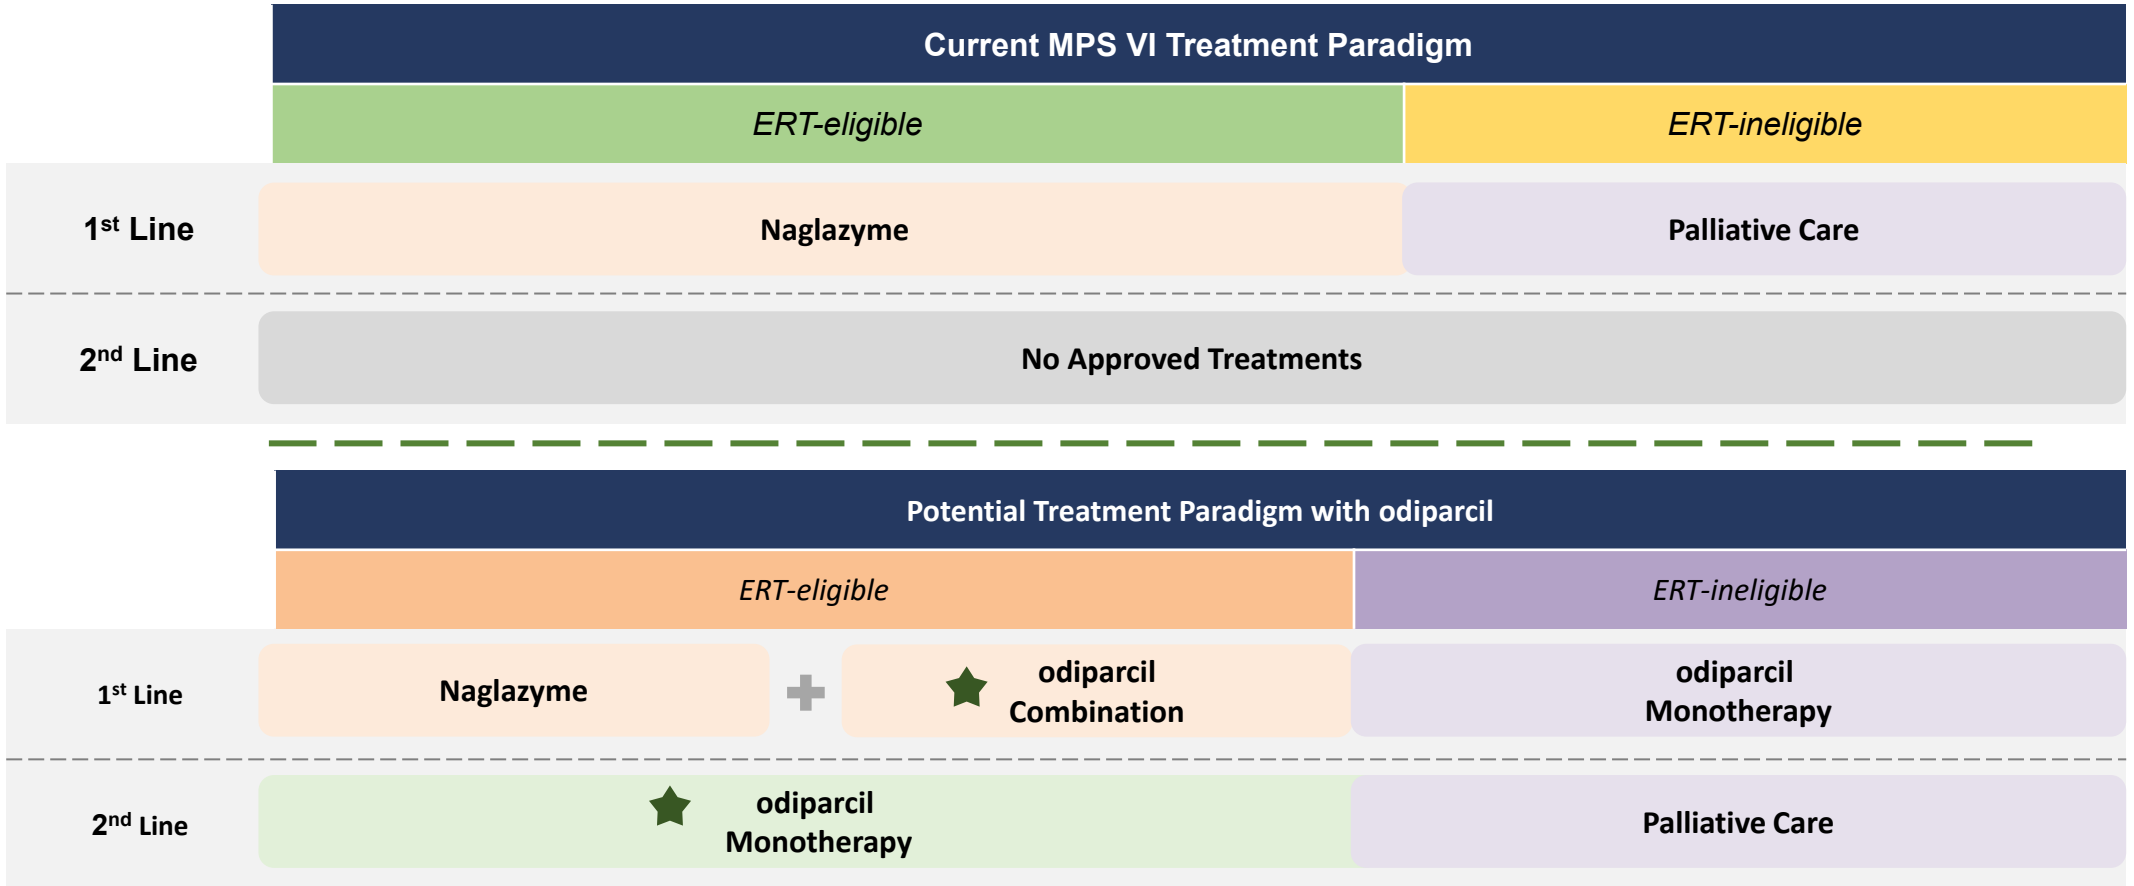 Current MPS VI Treatment Paradigm
ERT-eligible
ERT-ineligible
1st Line
Naglazyme
Palliative Care
2nd Line
No Approved Treatments
Potential Treatment Paradigm with odiparcil
ERT-eligible
ERT-ineligible
1st Line
Naglazyme
odiparcil
Combination
odiparcil
Monotherapy
2nd Line
odiparcil
Monotherapy
Palliative Care